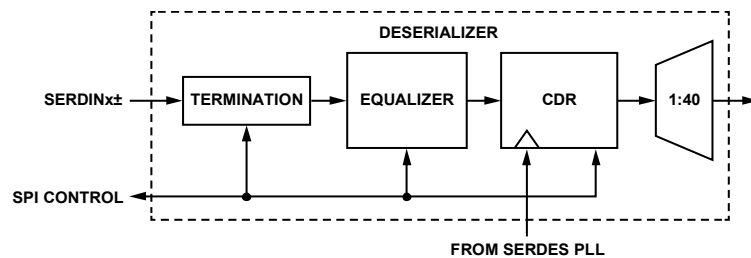 DESERIALIZER
SERDINx±
TERMINATION
EQUALIZER
CDR
1:40
SPI CONTROL
FROM SERDES PLL